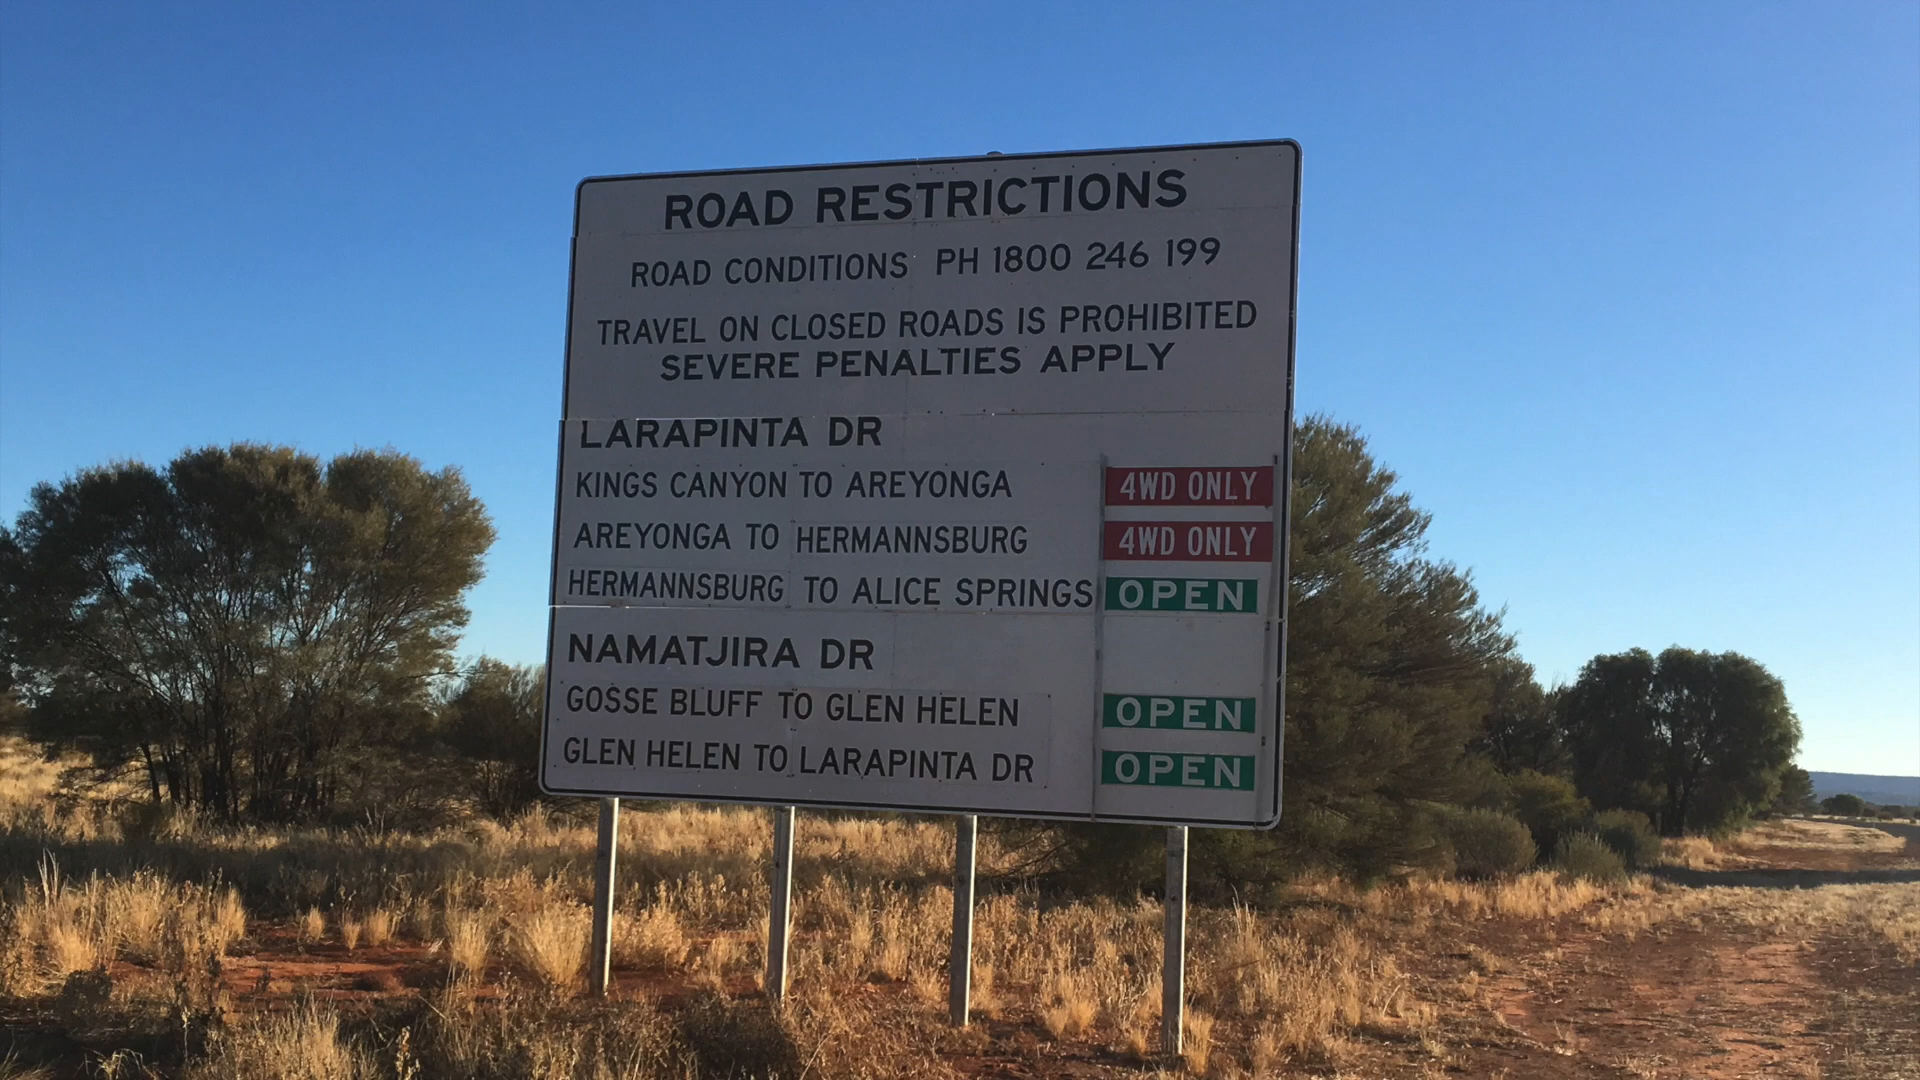 ROAD RESTRICTIONS
ROAD CONDITIONS PH 1800 246 199
TRAVEL ON CLOSED ROADS IS PROHIBITED
SEVERE PENALTIES APPLY
LARAPINTA DR
KINGS CANYON TO AREYONGA 4WD ONLY
AREYONGA TO HERMANNSBURG 4WD ONLY
HERMANNSBURG TO ALICE SPRINGS OPEN
NAMATJIRA DR
GOSSE BLUFF TO GLEN HELEN OPEN
GLEN HELEN TO LARAPINTA DR OPEN